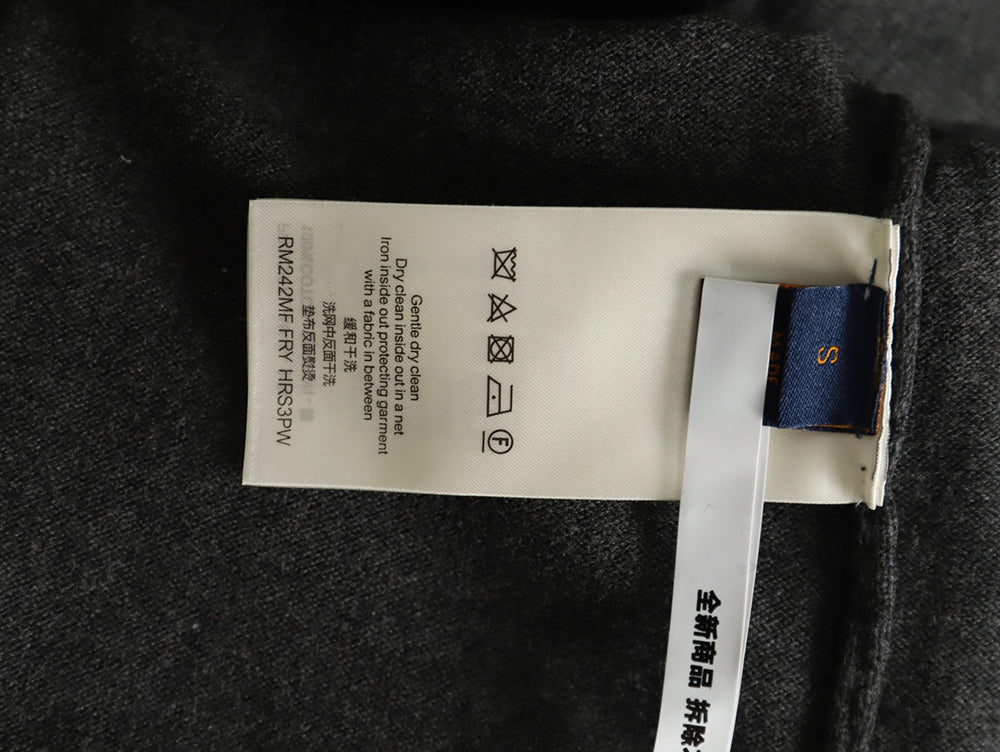 Gentle dry clean
Dry clean inside out in a net
Iron inside out protecting garment
with a fabric in between
缓和干洗
洗网中反面干洗
垫布反面熨烫
RM242MF FRY HRS3PW
F
S
全新商品 拆除